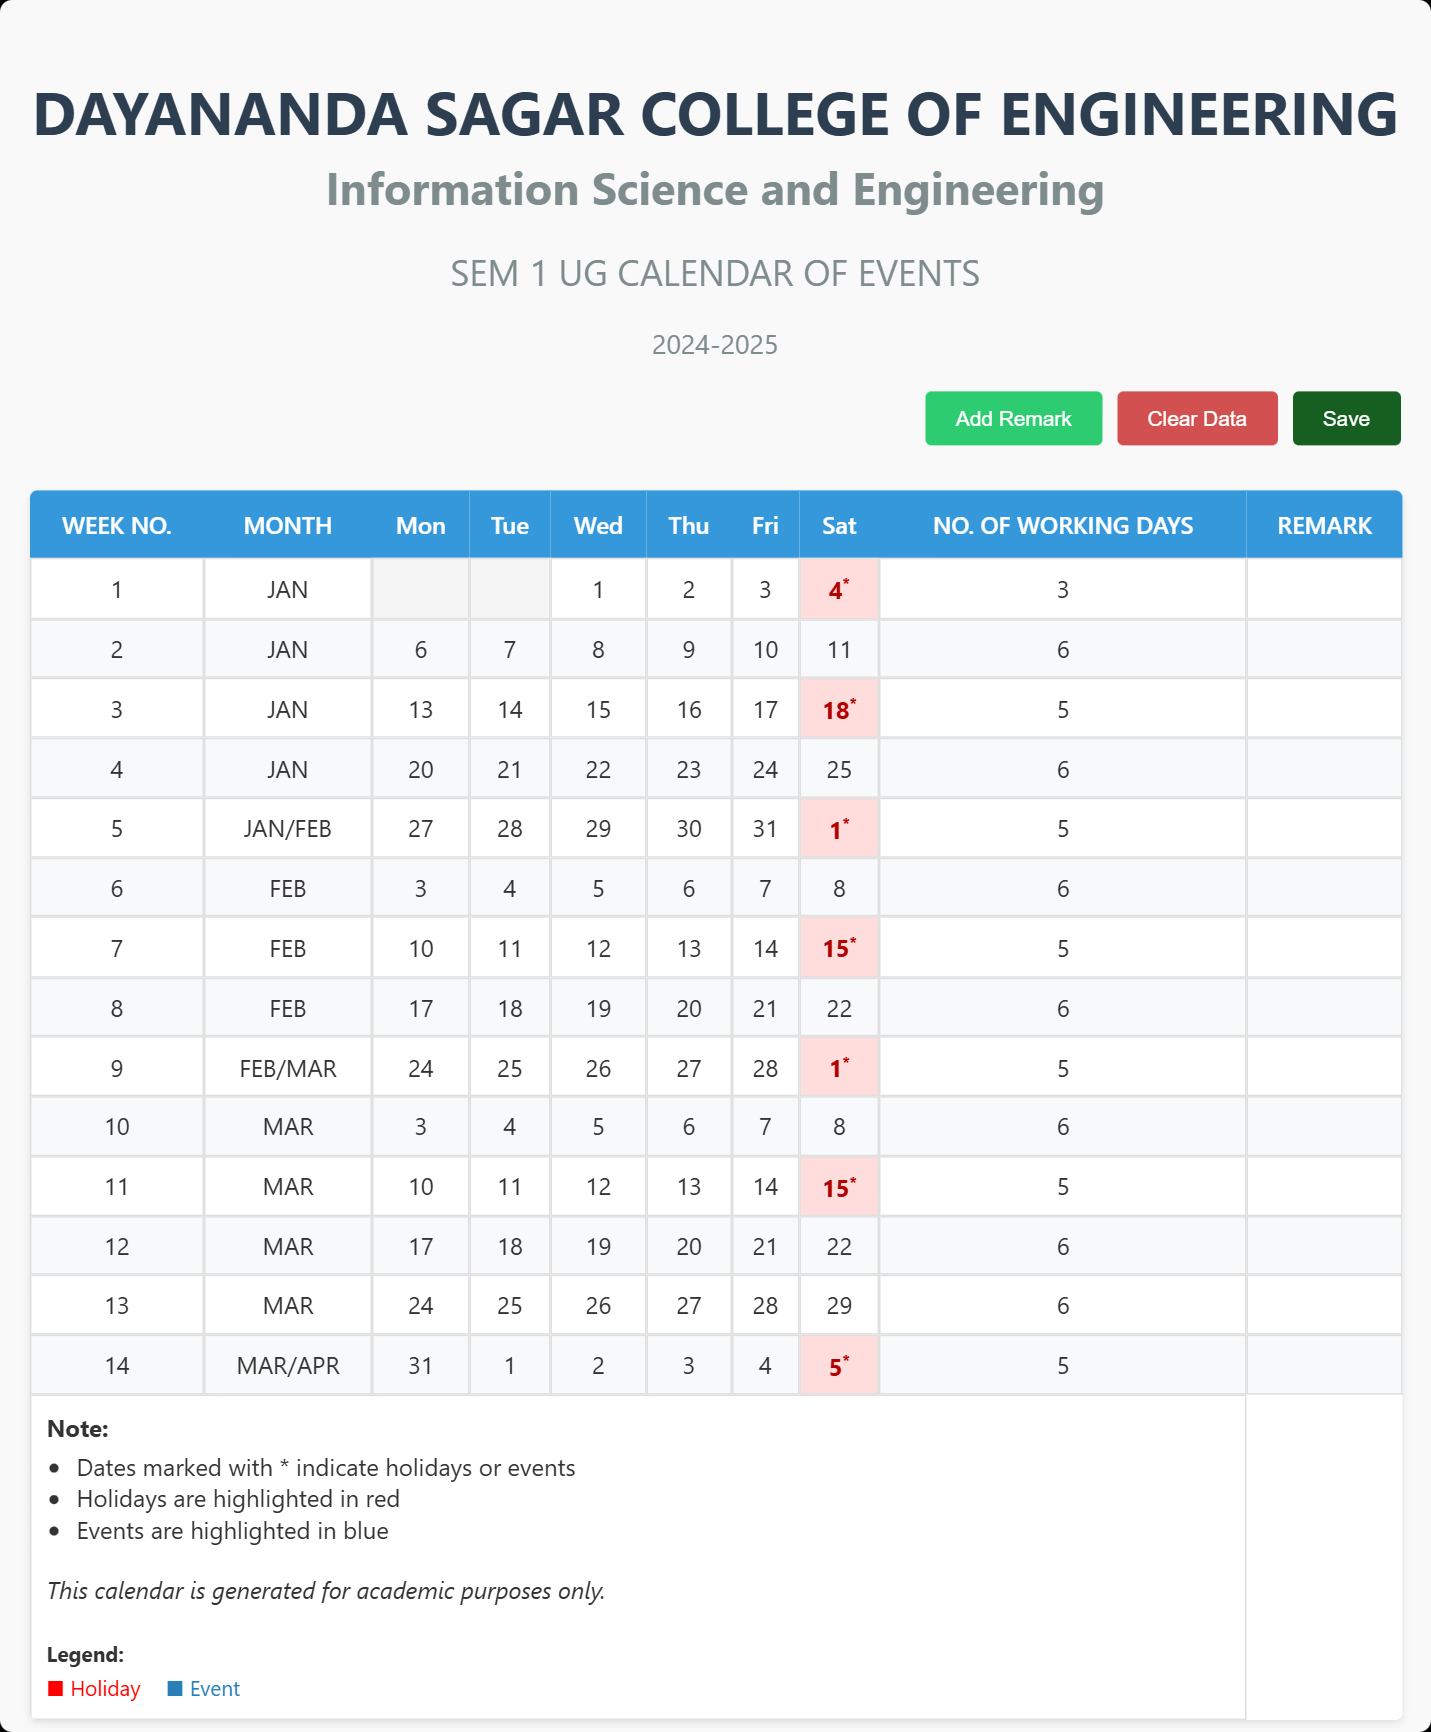 DAYANANDA SAGAR COLLEGE OF ENGINEERING
Information Science and Engineering
SEM 1 UG CALENDAR OF EVENTS
2024-2025
Add Remark Clear Data Save
WEEK NO. MONTH Mon Tue Wed Thu Fri Sat NO. OF WORKING DAYS REMARK
1 JAN 1 2 3 4* 3
2 JAN 6 7 8 9 10 11 6
3 JAN 13 14 15 16 17 18* 5
4 JAN 20 21 22 23 24 25 6
5 JAN/FEB 27 28 29 30 31 1* 5
6 FEB 3 4 5 6 7 8 6
7 FEB 10 11 12 13 14 15* 5
8 FEB 17 18 19 20 21 22 6
9 FEB/MAR 24 25 26 27 28 1* 5
10 MAR 3 4 5 6 7 8 6
11 MAR 10 11 12 13 14 15* 5
12 MAR 17 18 19 20 21 22 6
13 MAR 24 25 26 27 28 29 6
14 MAR/APR 31 1 2 3 4 5* 5
Note:
• Dates marked with * indicate holidays or events
• Holidays are highlighted in red
• Events are highlighted in blue
This calendar is generated for academic purposes only.
Legend:
■ Holiday ■ Event